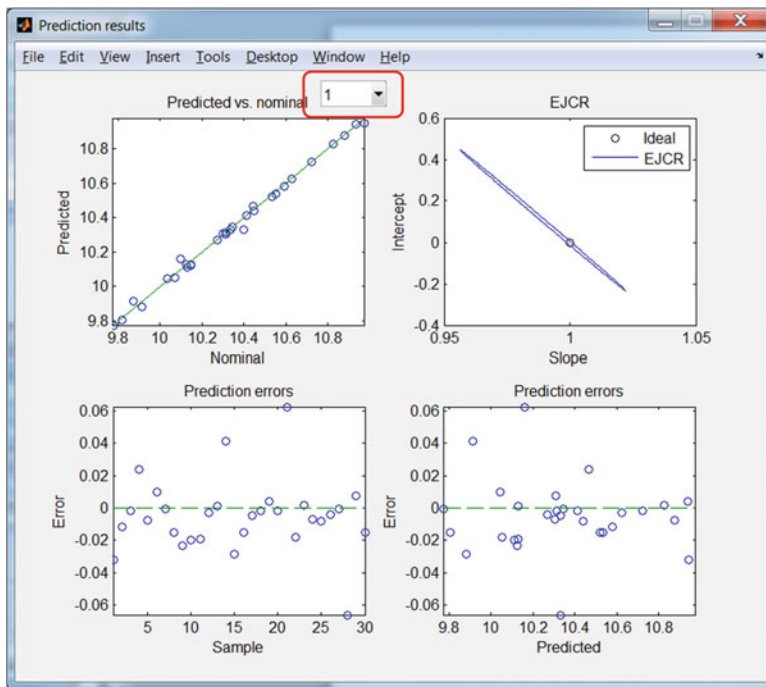 Prediction results
File Edit View Insert Tools Desktop Window Help
1
Predicted vs. nominal
10.8
10.6
10.4
10.2
10
9.8
Predicted
9.8 10 10.2 10.4 10.6 10.8
Nominal
EJCR
0.6
0.4
0.2
0
-0.2
-0.4
Intercept
Ideal
EJCR
0.95 1 1.05
Slope
Prediction errors
0.06
0.04
0.02
0
-0.02
-0.04
-0.06
Error
5 10 15 20 25 30
Sample
Prediction errors
0.06
0.04
0.02
0
-0.02
-0.04
-0.06
Error
9.8 10 10.2 10.4 10.6 10.8
Predicted